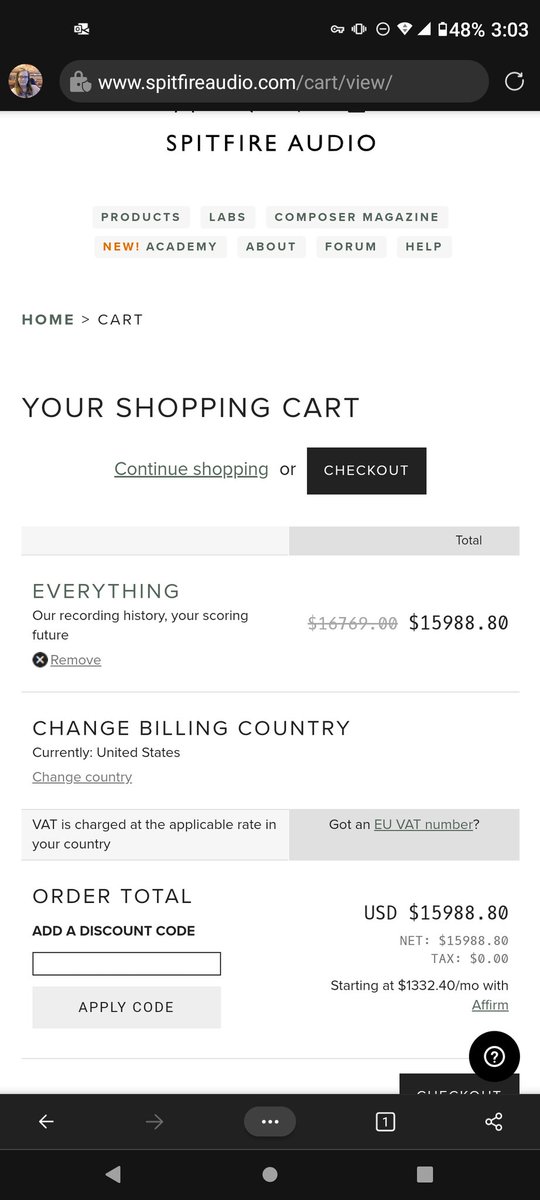 48% 3:03
www.spitfireaudio.com/cart/view/
SPITFIRE AUDIO
PRODUCTS LABS COMPOSER MAGAZINE
NEW! ACADEMY ABOUT FORUM HELP
HOME > CART
YOUR SHOPPING CART
Continue shopping or CHECKOUT
Total
EVERYTHING
Our recording history, your scoring
future
$16769.00 $15988.80
Remove
CHANGE BILLING COUNTRY
Currently: United States
Change country
VAT is charged at the applicable rate in
your country
Got an EU VAT number?
ORDER TOTAL
ADD A DISCOUNT CODE
APPLY CODE
USD $15988.80
NET: $15988.80
TAX: $0.00
Starting at $1332.40/mo with
Affirm
CHECKOUT
1